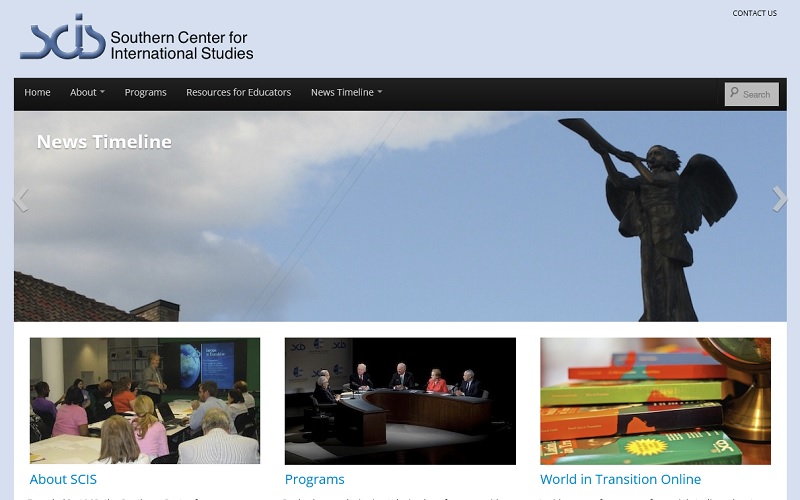 CONTACT US
scis Southern Center for
International Studies
Home About Programs Resources for Educators News Timeline Search
News Timeline
About SCIS
Programs
World in Transition Online